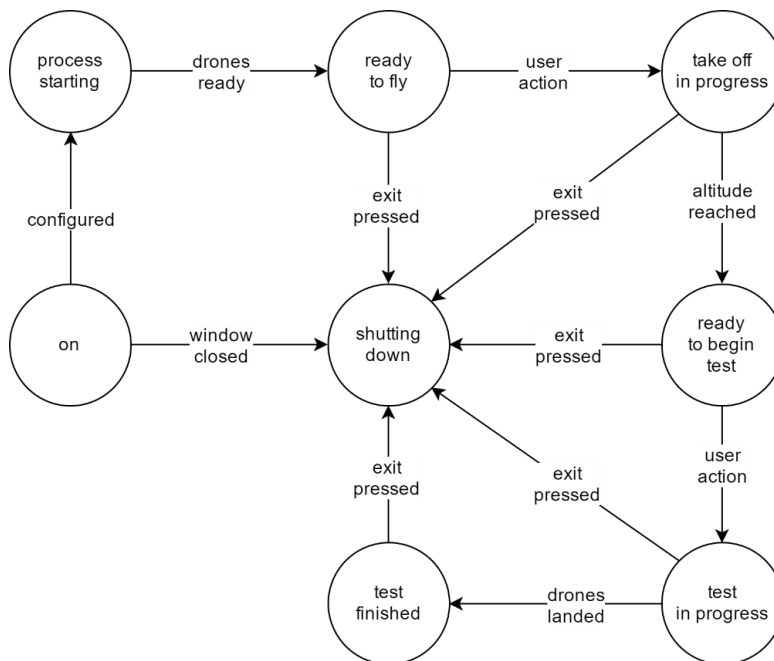 process
starting
drones
ready
ready
to fly
user
action
take off
in progress
configured
exit
pressed
exit
pressed
altitude
reached
on
window
closed
shutting
down
exit
pressed
ready
to begin
test
exit
pressed
exit
pressed
user
action
test
finished
drones
landed
test
in progress